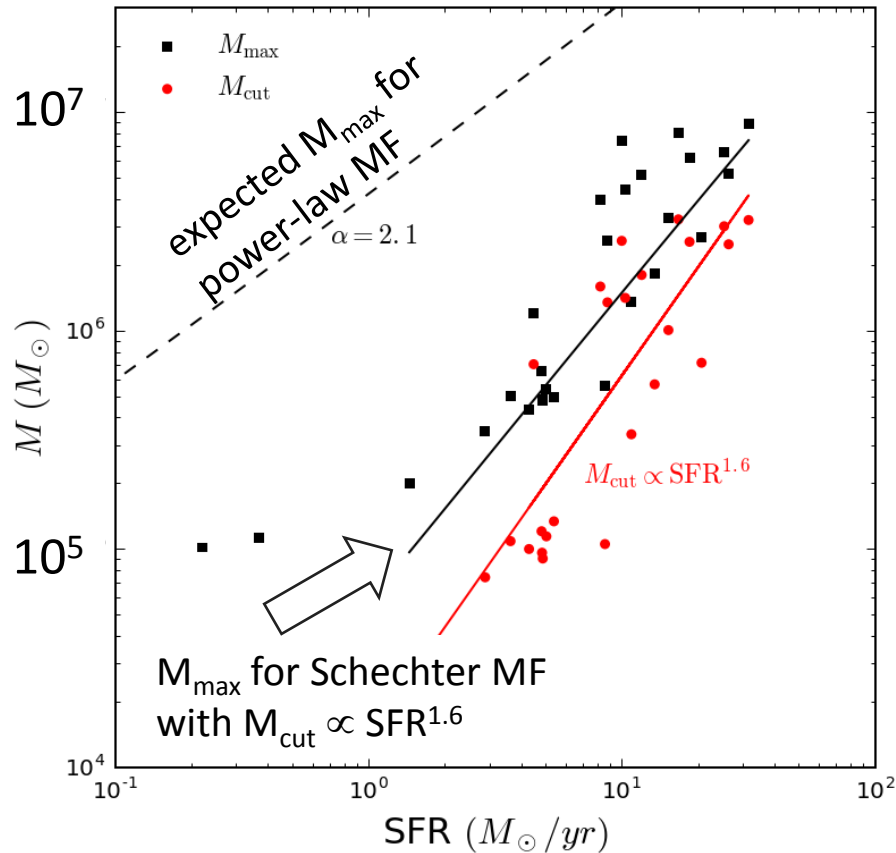 M_max
M_cut
expected M_max for
power-law MF
α = 2.1
10^7
10^6
10^5
10^4
M (M_⊙)
M_cut ∝ SFR^1.6
M_max for Schechter MF
with M_cut ∝ SFR^1.6
10^-1
10^0
10^1
10^2
SFR (M_⊙/yr)